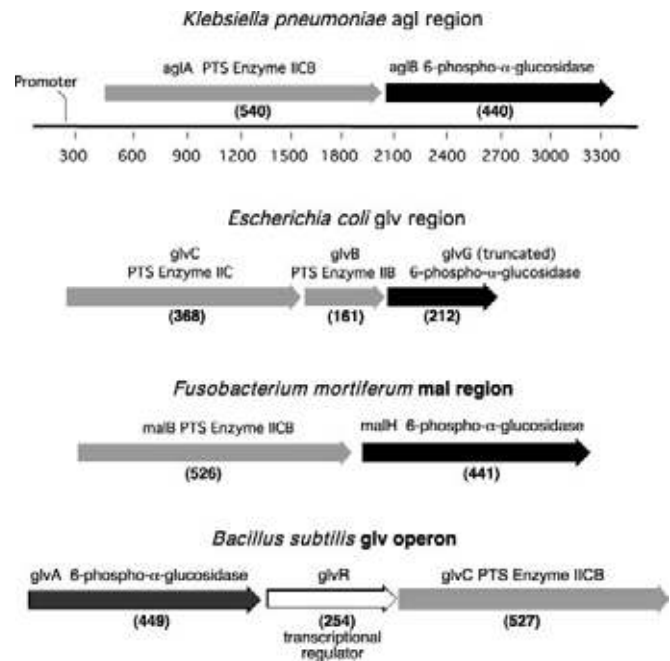 Klebsiella pneumoniae agl region
aglA PTS Enzyme IICB aglB 6-phospho-α-glucosidase
Promoter
(540) (440)
300 600 900 1200 1500 1800 2100 2400 2700 3000 3300
Escherichia coli glv region
glvC glvB glvG (truncated)
PTS Enzyme IIC PTS Enzyme IIB 6-phospho-α-glucosidase
(368) (161) (212)
Fusobacterium mortiferum mal region
malB PTS Enzyme IICB malH 6-phospho-α-glucosidase
(526) (441)
Bacillus subtilis glv operon
glvA 6-phospho-α-glucosidase glvR glvC PTS Enzyme IICB
(449) (254) (527)
transcriptional
regulator